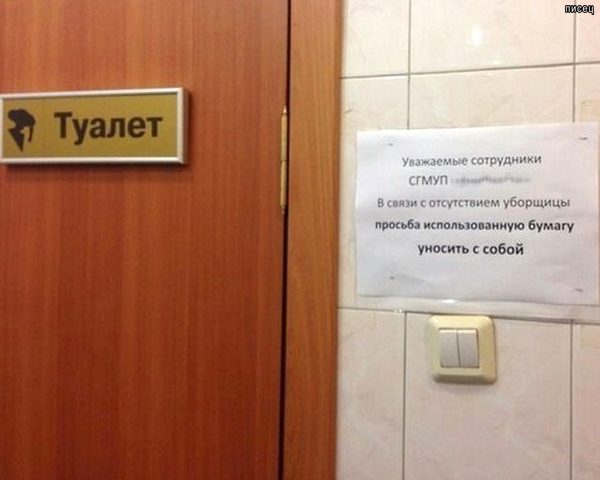 писец
Туалет
Уважаемые сотрудники
СГМУП
В связи с отсутствием уборщицы
просьба использованную бумагу
уносить с собой